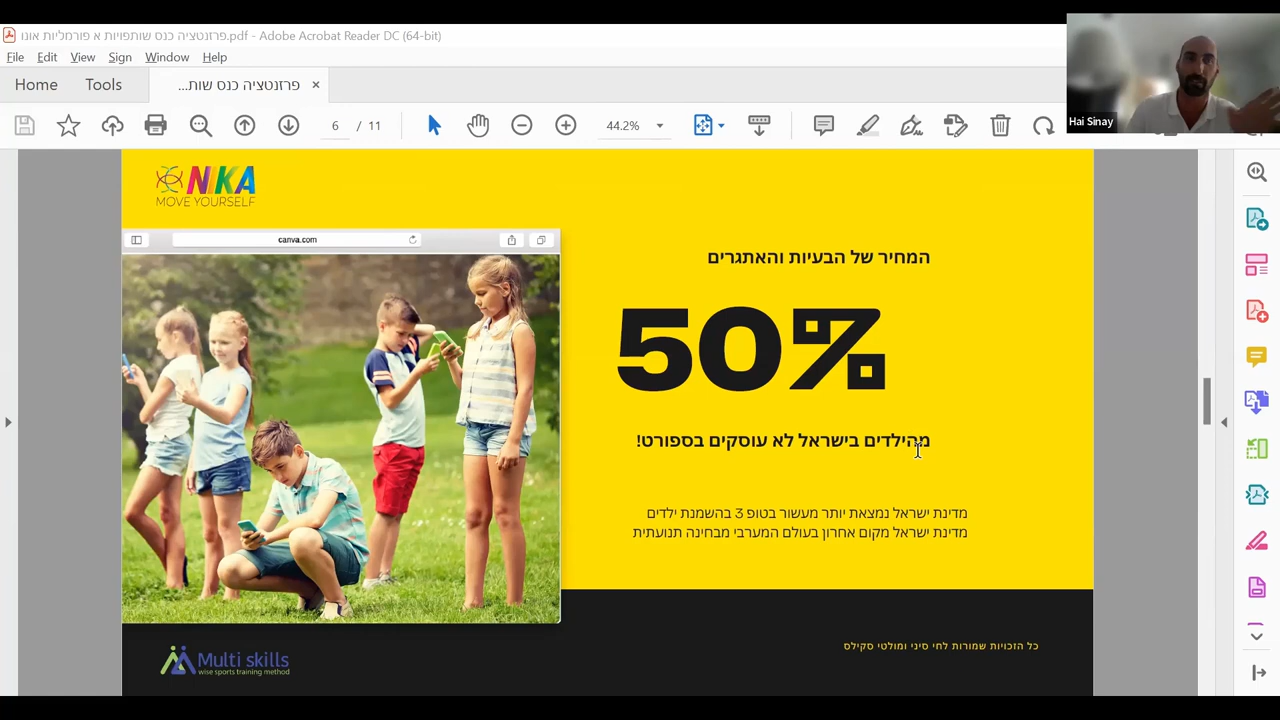 פרזנטציה כנס שותפויות א פורמליות אונו.pdf - Adobe Acrobat Reader DC (64-bit)
File Edit View Sign Window Help
Home Tools פרזנטציה כנס שות... ×
6 / 11 44.2%
Hai Sinay
NIKA
MOVE YOURSELF
canva.com
המחיר של הבעיות והאתגרים
50%
מהילדים בישראל לא עוסקים בספורט!
מדינת ישראל נמצאת יותר מעשור בטופ 3 בהשמנת ילדים
מדינת ישראל מקום אחרון בעולם המערבי מבחינה תנועתית
Multi skills
wise sports training method
כל הזכויות שמורות לחי סיני ומולטי סקילס